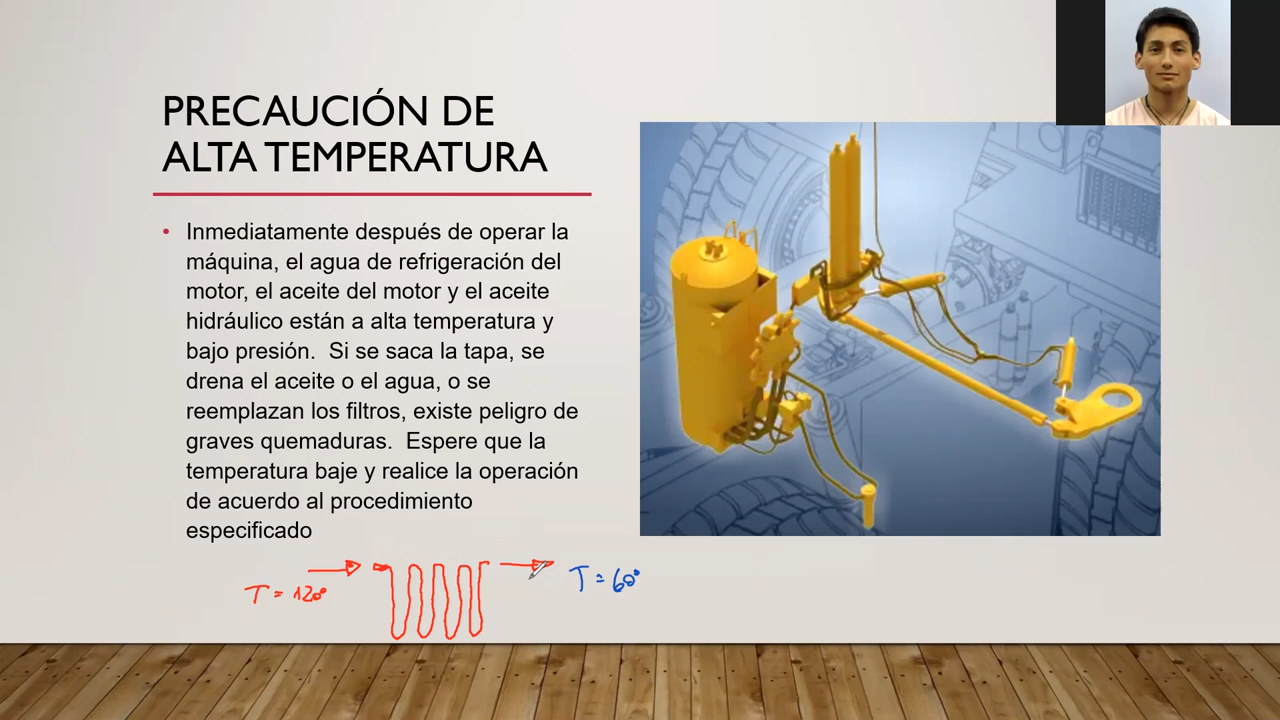 PRECAUCIÓN DE
ALTA TEMPERATURA
• Inmediatamente después de operar la
máquina, el agua de refrigeración del
motor, el aceite del motor y el aceite
hidráulico están a alta temperatura y
bajo presión. Si se saca la tapa, se
drena el aceite o el agua, o se
reemplazan los filtros, existe peligro de
graves quemaduras. Espere que la
temperatura baje y realice la operación
de acuerdo al procedimiento
especificado
T = 120°
T = 60°